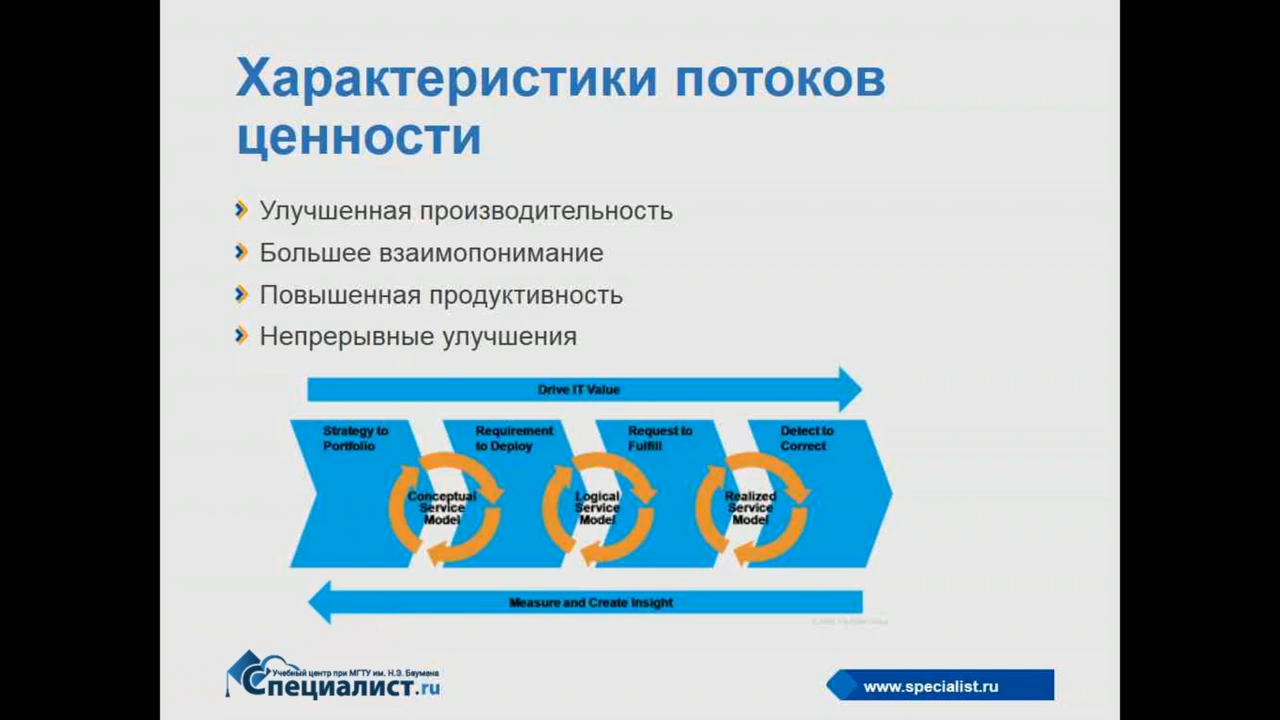 Характеристики потоков
ценности
Улучшенная производительность
Большее взаимопонимание
Повышенная продуктивность
Непрерывные улучшения
Drive IT Value
Strategy to
Portfolio
Requirement
to Deploy
Request to
Fulfill
Detect to
Correct
Conceptual
Service
Model
Logical
Service
Model
Realized
Service
Model
Measure and Create Insight
Учебный центр при МГТУ им. Н.Э. Баумана
Специалист.ru
www.specialist.ru